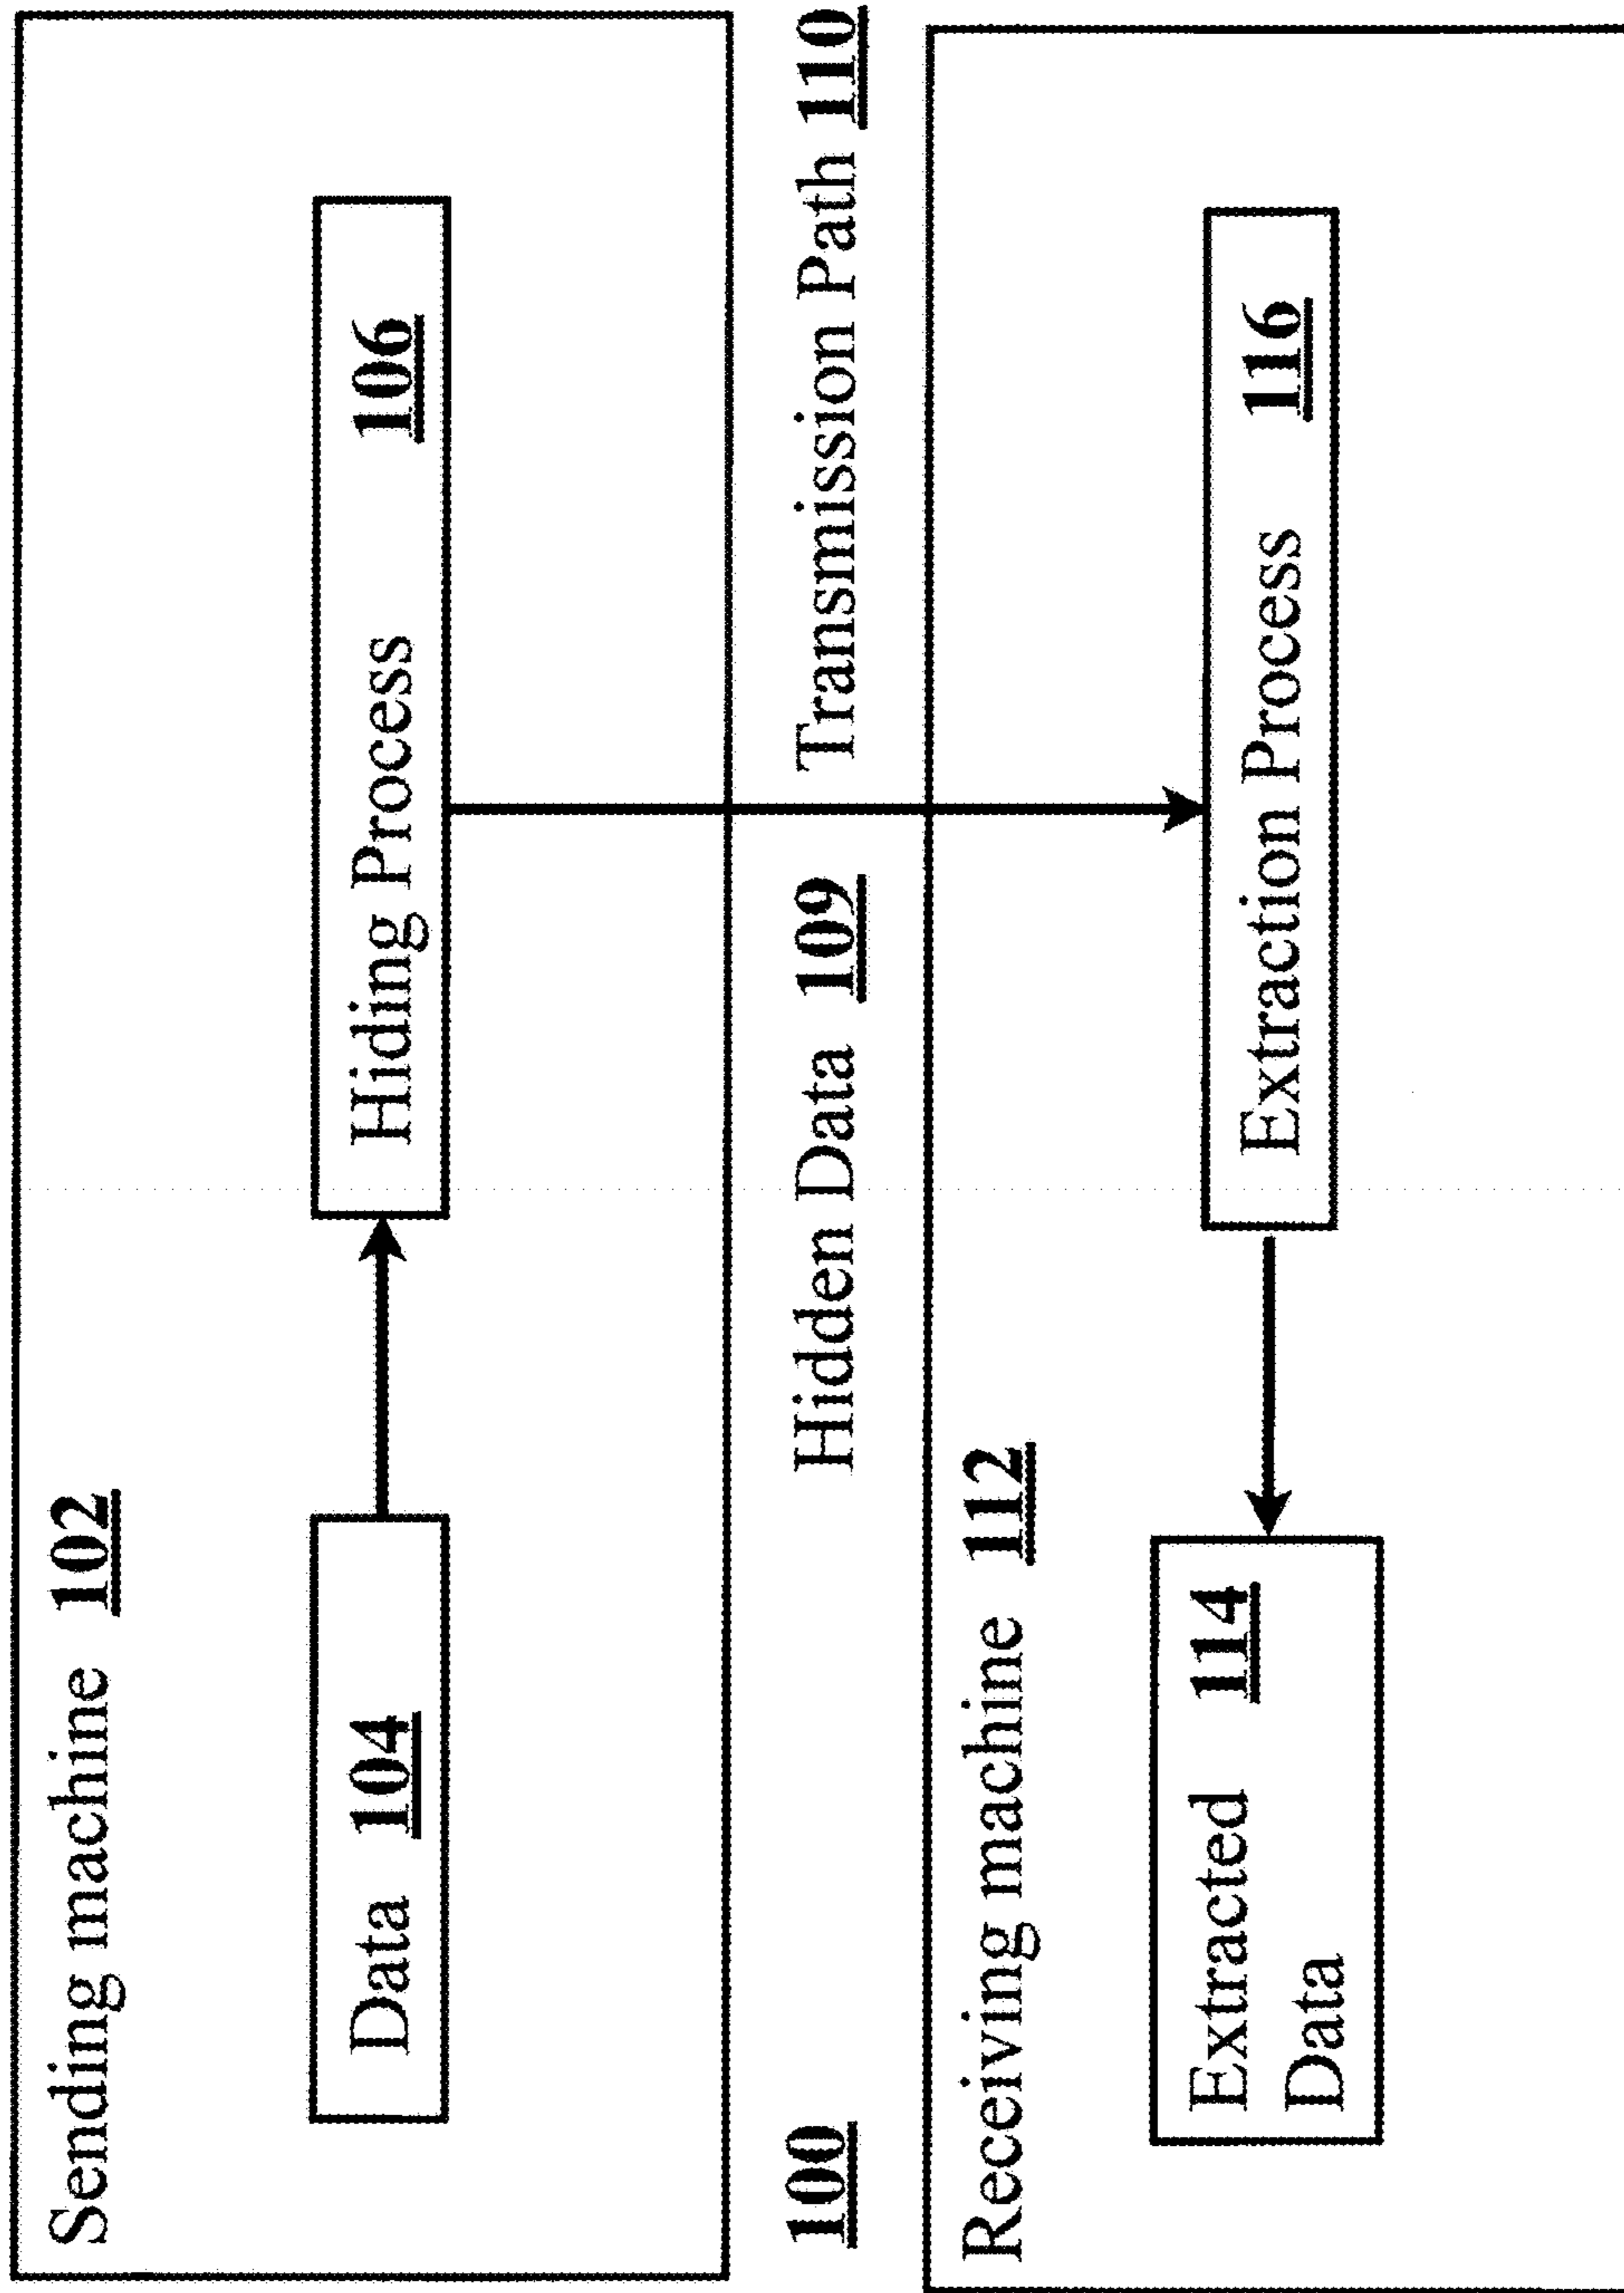 Sending machine 102
Data 104
Hiding Process 106
100
Hidden Data 109
Transmission Path 110
Receiving machine 112
Extracted 114
Data
Extraction Process 116